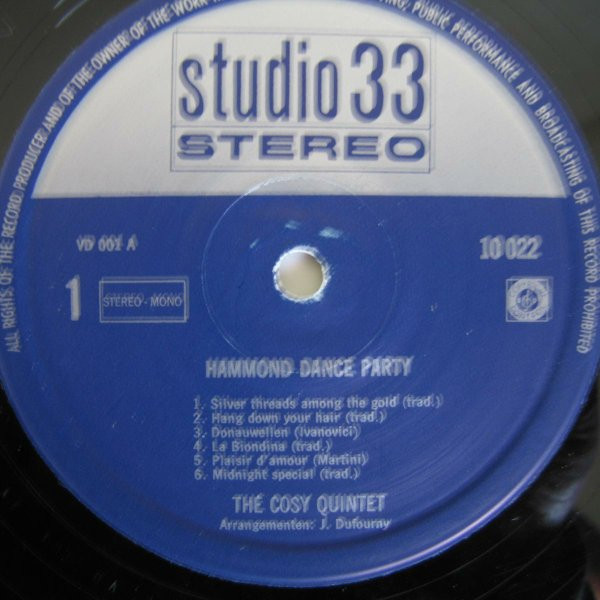 ALL RIGHTS OF THE RECORD PRODUCER AND OF THE OWNER OF THE WORK
PUBLIC PERFORMANCE AND BROADCASTING OF THIS RECORD PROHIBITED
studio 33
STEREO
VD 001 A
10 022
1
STEREO - MONO
HAMMOND DANCE PARTY
1. Silver threads among the gold (trad.)
2. Hang down your hair (trad.)
3. Donauwellen (Ivanovici)
4. La Biondina (trad.)
5. Plaisir d'amour (Martini)
6. Midnight special (trad.)
THE COSY QUINTET
Arrangementen: J. Dufourny